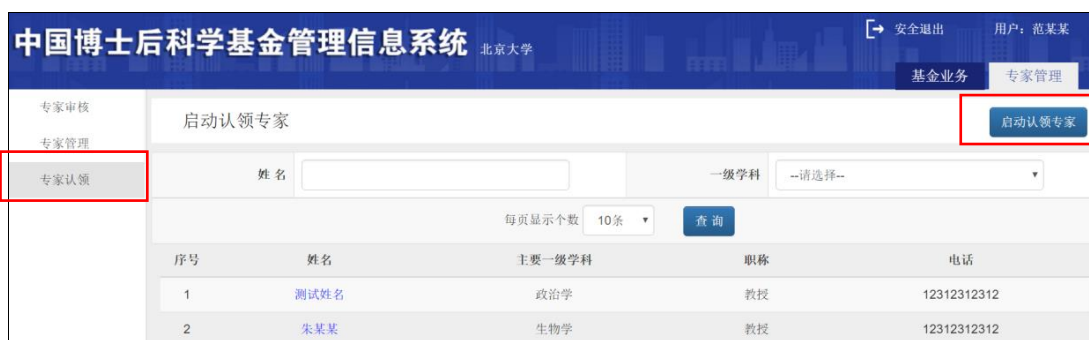 安全退出 用户：范某某
中国博士后科学基金管理信息系统 北京大学
基金业务 专家管理
专家审核
启动认领专家 启动认领专家
专家管理
专家认领
姓 名 一级学科 --请选择--
每页显示个数 10条 查 询
序号 姓名 主要一级学科 职称 电话
1 测试姓名 政治学 教授 12312312312
2 朱某某 生物学 教授 12312312312